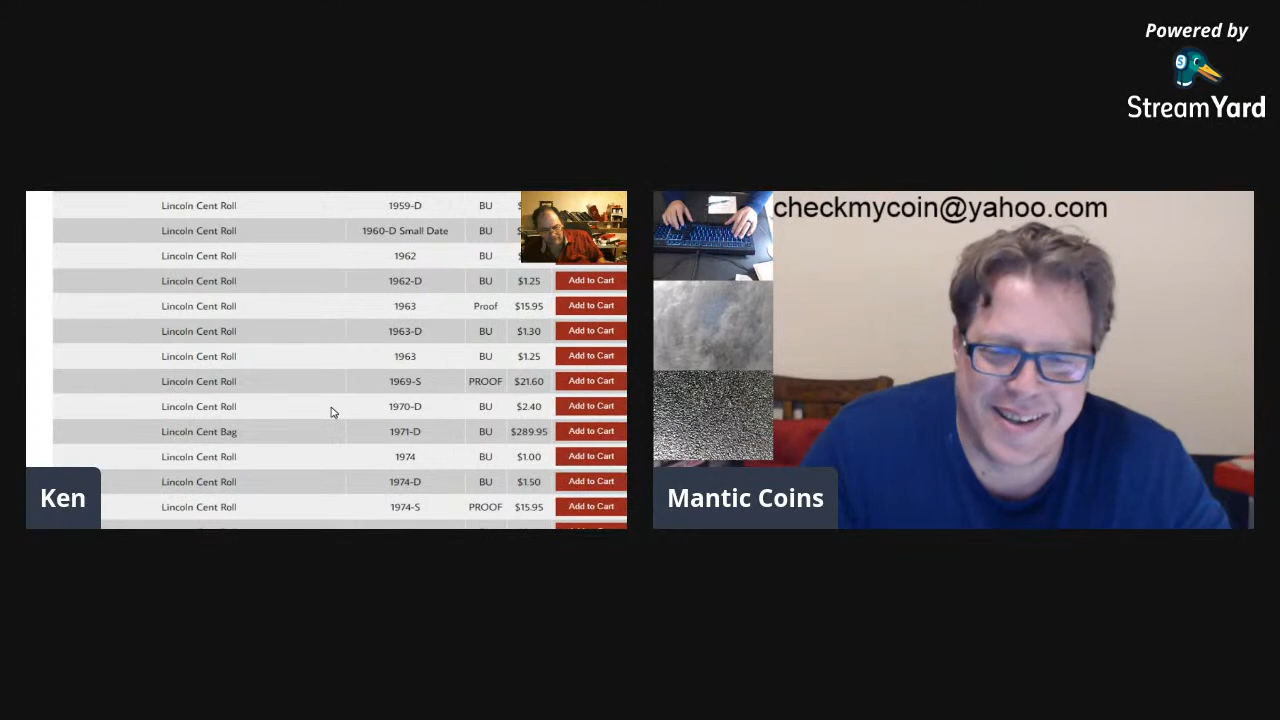 Powered by
StreamYard
Lincoln Cent Roll 1959-D BU
Lincoln Cent Roll 1960-D Small Date BU
Lincoln Cent Roll 1962 BU
Lincoln Cent Roll 1962-D BU $1.25 Add to Cart
Lincoln Cent Roll 1963 Proof $15.95 Add to Cart
Lincoln Cent Roll 1963-D BU $1.30 Add to Cart
Lincoln Cent Roll 1963 BU $1.25 Add to Cart
Lincoln Cent Roll 1969-S PROOF $21.60 Add to Cart
Lincoln Cent Roll 1970-D BU $2.40 Add to Cart
Lincoln Cent Bag 1971-D BU $289.95 Add to Cart
Lincoln Cent Roll 1974 BU $1.00 Add to Cart
Lincoln Cent Roll 1974-D BU $1.50 Add to Cart
Lincoln Cent Roll 1974-S PROOF $15.95 Add to Cart
Ken
checkmycoin@yahoo.com
Mantic Coins